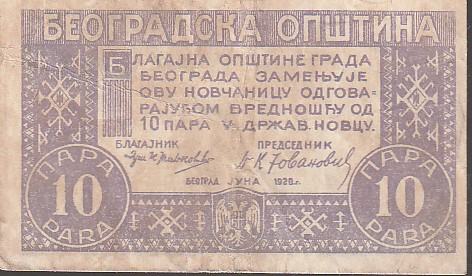 БЕОГРАДСКА ОПШТИНА
БЛАГАЈНА ОПШТИНЕ ГРАДА
БЕОГРАДА ЗАМЕЊУЈЕ
ОВУ НОВЧАНИЦУ ОДГОВА-
РАЈУЋОМ ВРЕДНОШЋУ ОД
10 ПАРА У ДРЖАВ. НОВЦУ.
БЛАГАЈНИК ПРЕДСЕДНИК
К Јовановић
БЕОГРАД ЈУНА 1920.г.
ПАРА
10
PARA
ПАРА
10
PARA